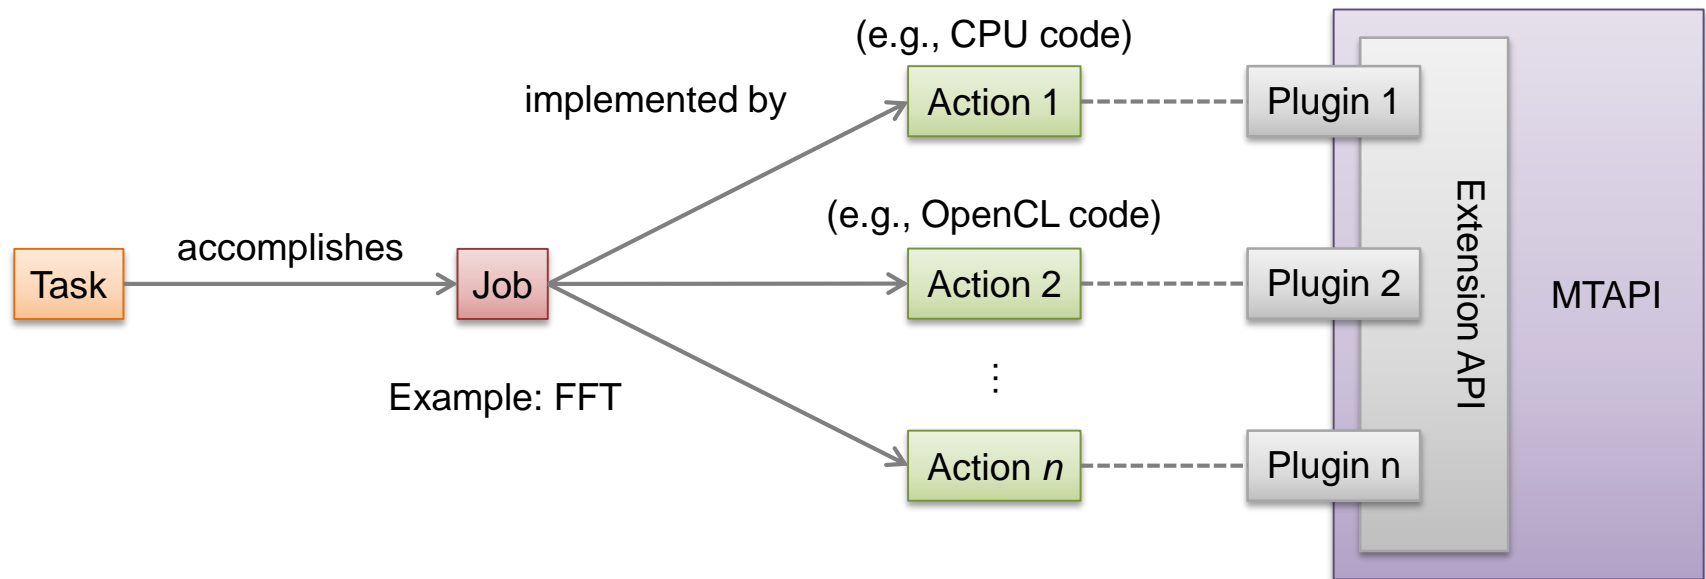 (e.g., CPU code)
implemented by
Action 1
Plugin 1
(e.g., OpenCL code)
accomplishes
Task
Job
Action 2
Plugin 2
Extension API
MTAPI
⋮
Example: FFT
Action n
Plugin n